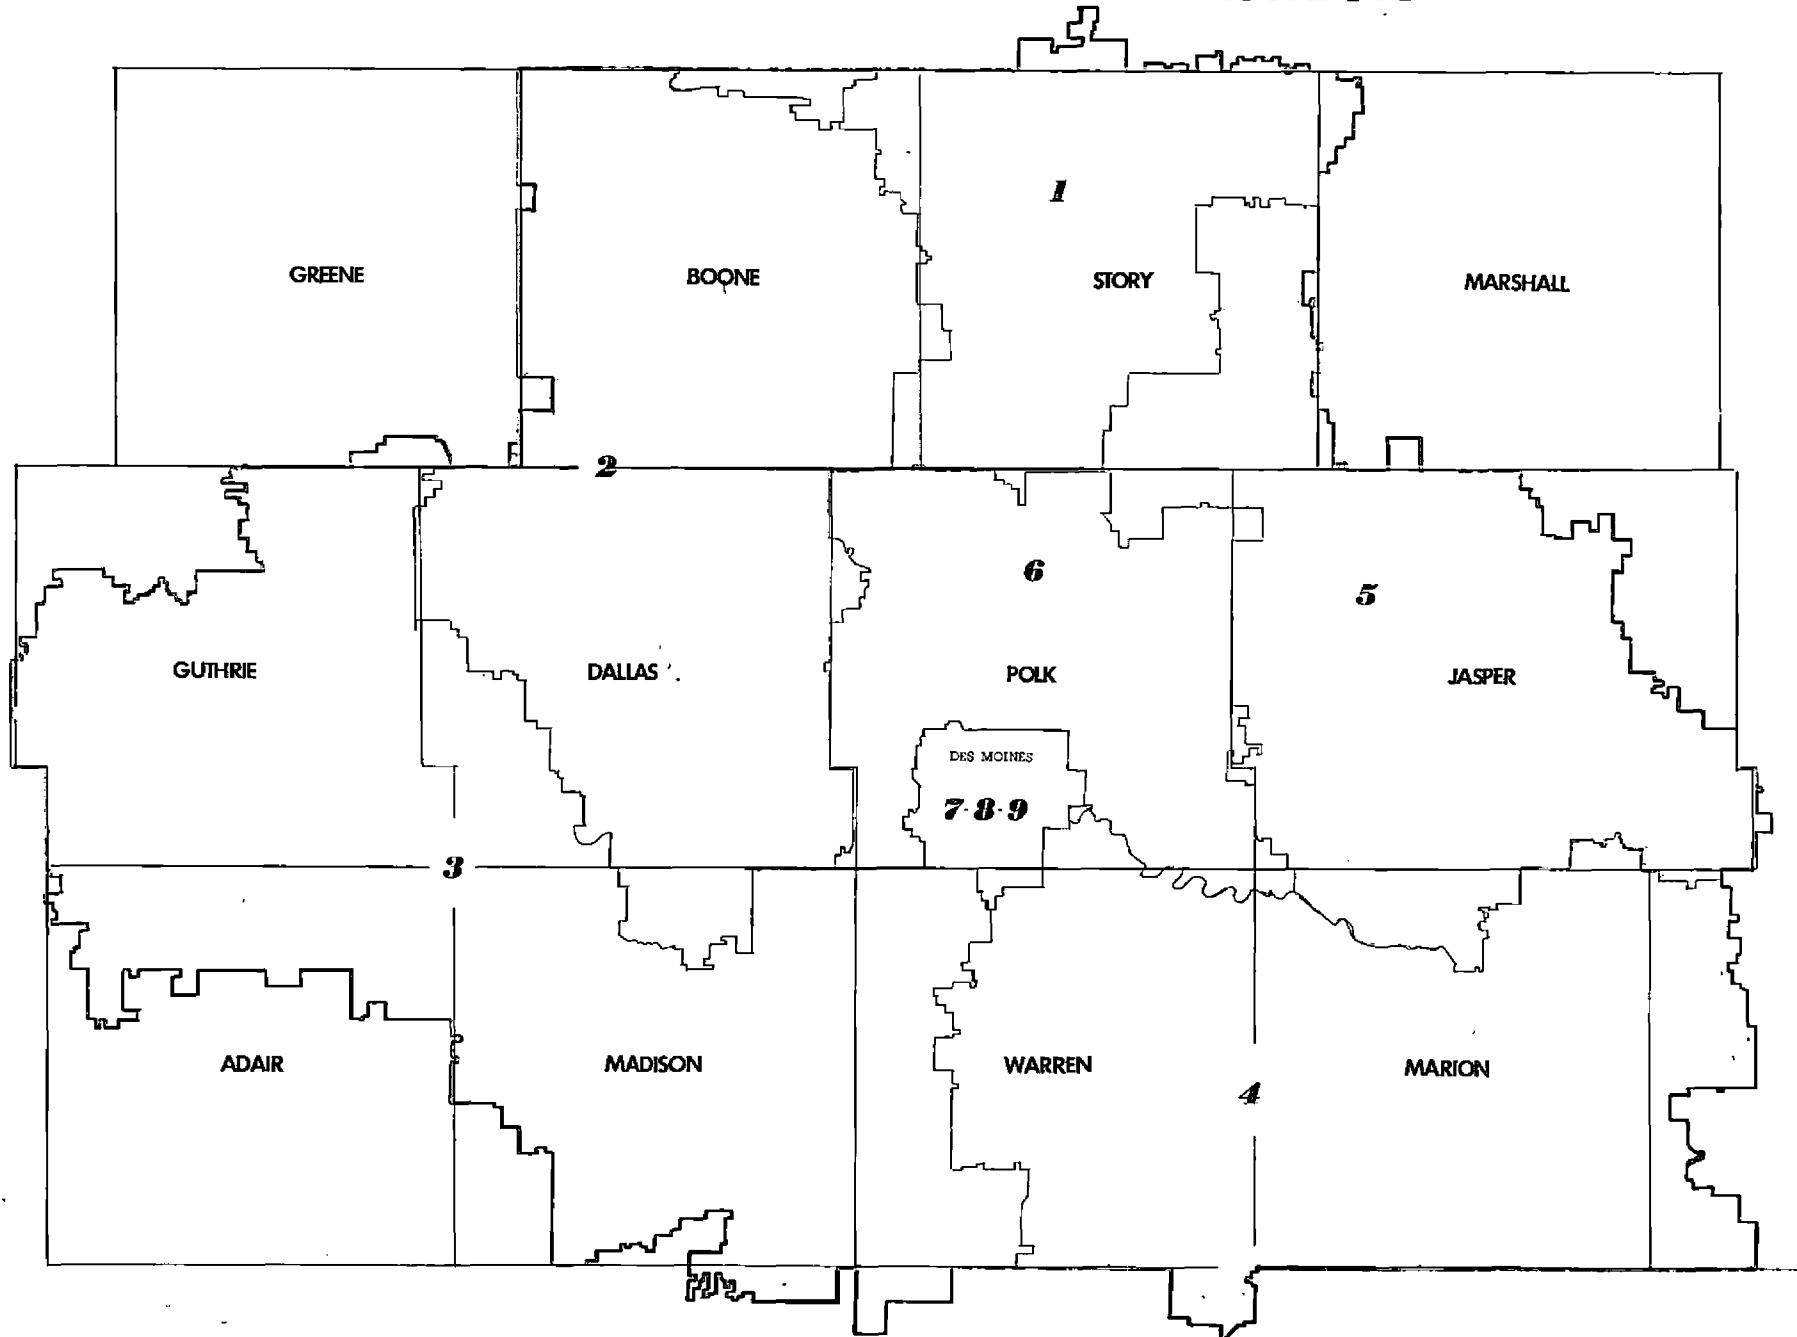 1
GREENE
BOONE
STORY
MARSHALL
2
6
5
GUTHRIE
DALLAS
POLK
JASPER
DES MOINES
7·8·9
3
ADAIR
MADISON
WARREN
MARION
4